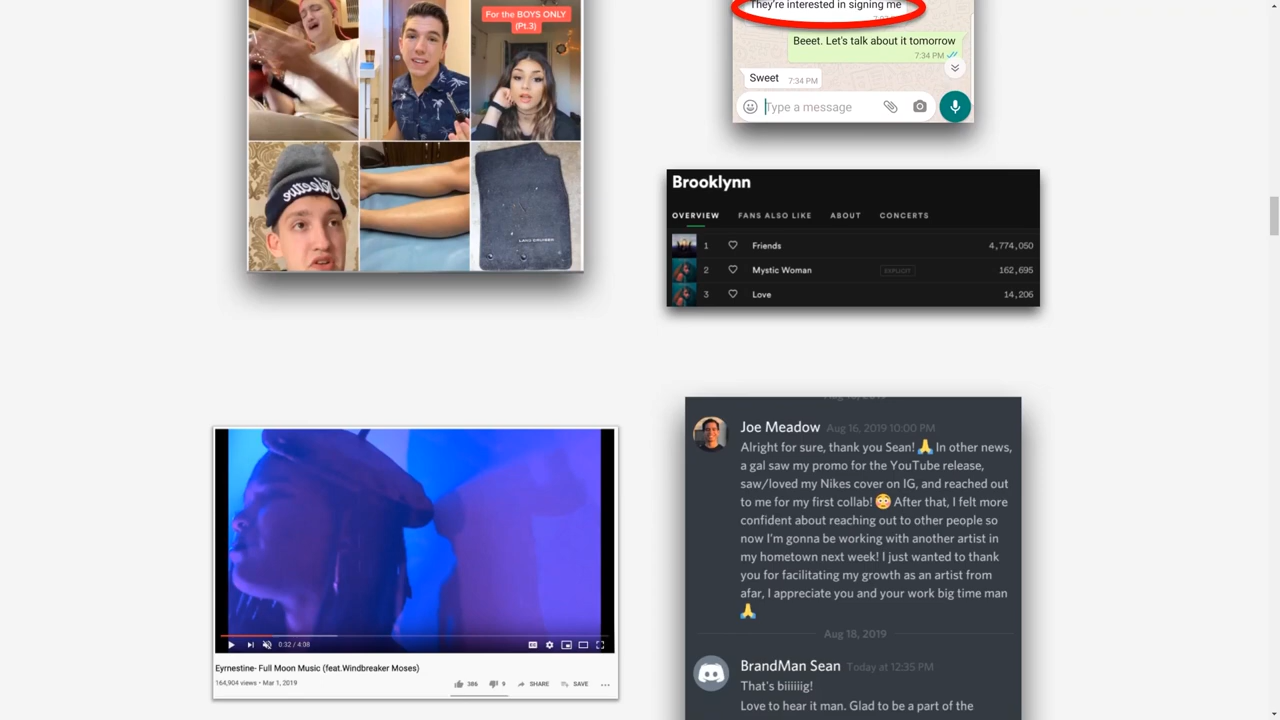 For the BOYS ONLY
(Pt.3)
LAND CRUISER
They're interested in signing me
Beeet. Let's talk about it tomorrow
7:34 PM
Sweet 7:34 PM
Type a message
Brooklynn
OVERVIEW FANS ALSO LIKE ABOUT CONCERTS
1 Friends 4,774,050
2 Mystic Woman EXPLICIT 162,695
3 Love 14,206
0:32 / 4:08
Eyrnestine- Full Moon Music (feat.Windbreaker Moses)
164,904 views • Mar 1, 2019 386 9 SHARE SAVE ...
Joe Meadow Aug 16, 2019 10:00 PM
Alright for sure, thank you Sean! 🙏 In other news,
a gal saw my promo for the YouTube release,
saw/loved my Nikes cover on IG, and reached out
to me for my first collab! 😳 After that, I felt more
confident about reaching out to other people so
now I'm gonna be working with another artist in
my hometown next week! I just wanted to thank
you for facilitating my growth as an artist from
afar, I appreciate you and your work big time man
🙏
Aug 18, 2019
BrandMan Sean Today at 12:35 PM
That's biiiiiig!
Love to hear it man. Glad to be a part of the